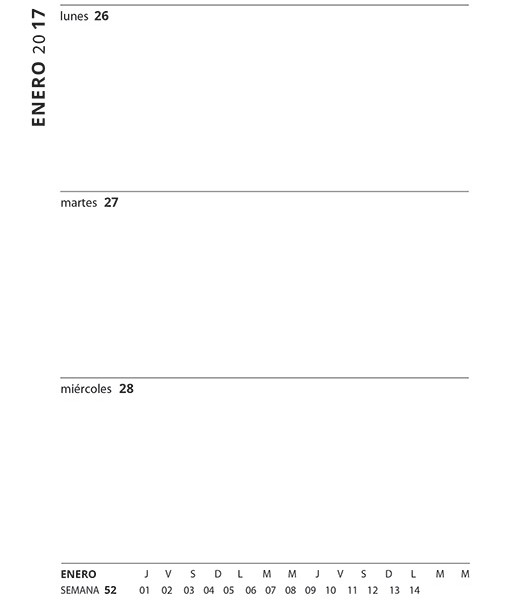 ENERO 2017
lunes 26
martes 27
miércoles 28
ENERO J V S D L M M J V S D L M M
SEMANA 52 01 02 03 04 05 06 07 08 09 10 11 12 13 14